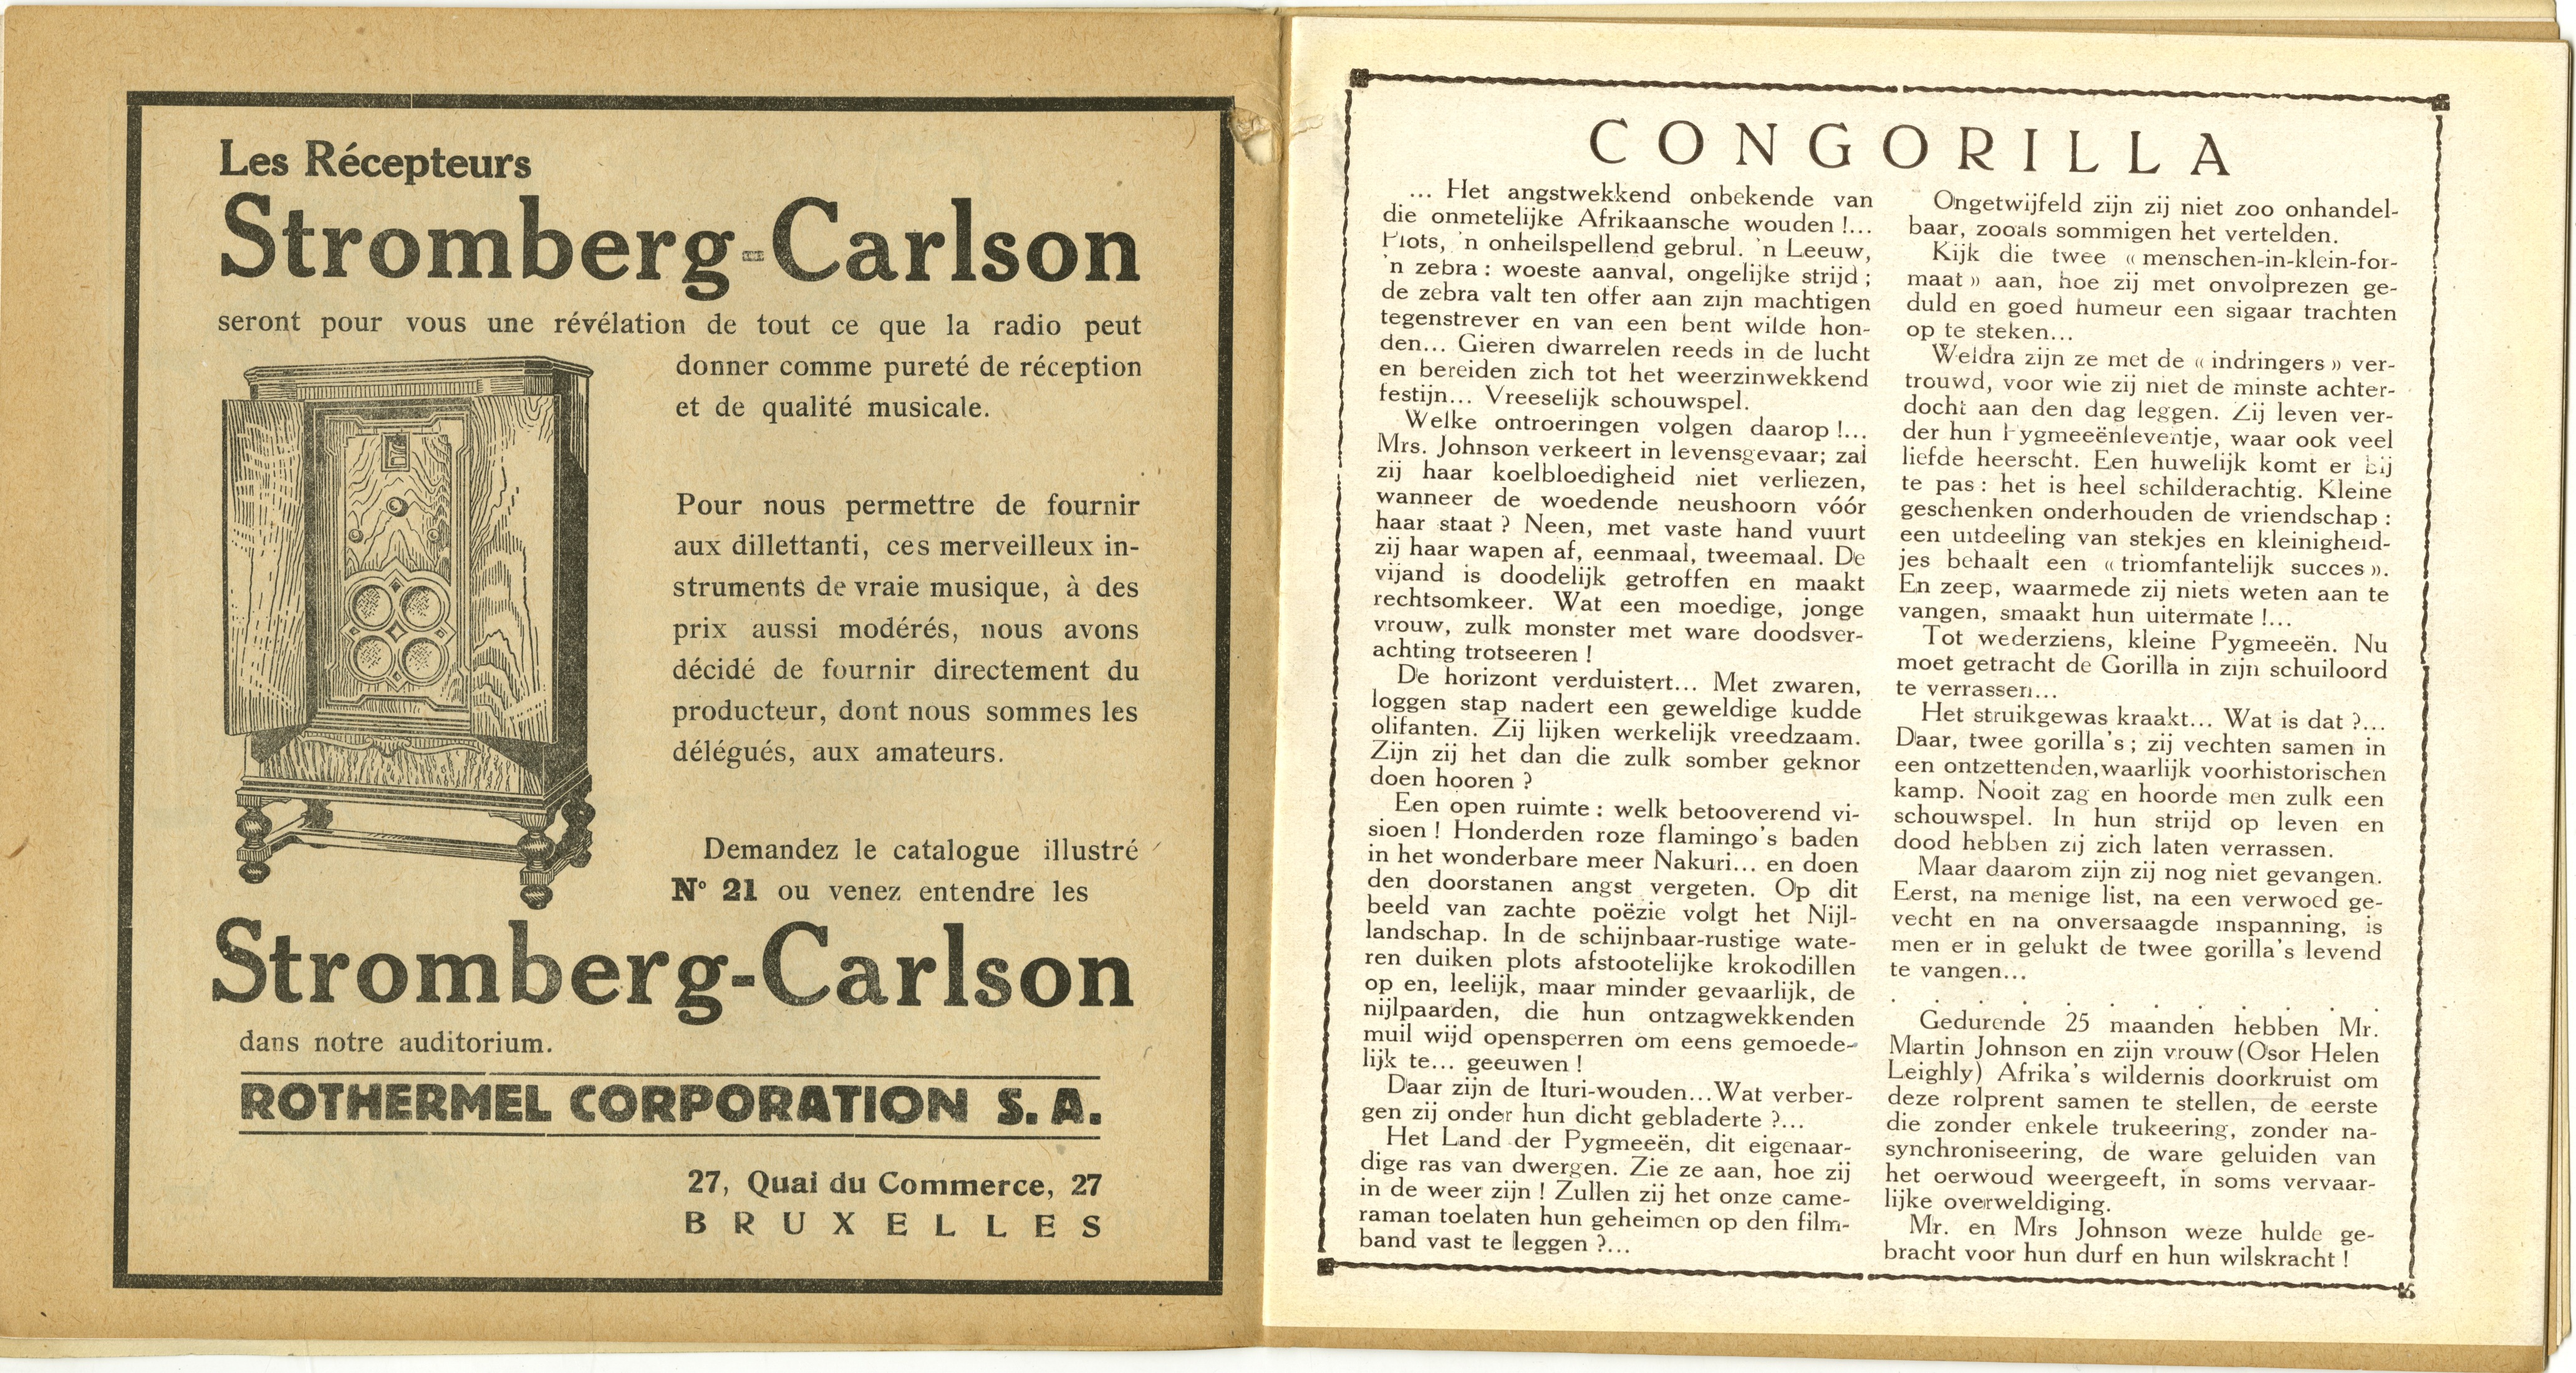 Les Récepteurs
Stromberg-Carlson
seront pour vous une révélation de tout ce que la radio peut
donner comme pureté de réception
et de qualité musicale.
Pour nous permettre de fournir
aux dillettanti, ces merveilleux in-
struments de vraie musique, à des
prix aussi modérés, nous avons
décidé de fournir directement du
producteur, dont nous sommes les
délégués, aux amateurs.
Demandez le catalogue illustré
N° 21 ou venez entendre les
Stromberg-Carlson
dans notre auditorium.
ROTHERMEL CORPORATION S. A.
27, Quai du Commerce, 27
BRUXELLES
CONGORILLA
... Het angstwekkend onbekende van
die onmetelijke Afrikaansche wouden !...
Plots, 'n onheilspellend gebrul. 'n Leeuw,
'n zebra : woeste aanval, ongelijke strijd ;
de zebra valt ten offer aan zijn machtigen
tegenstrever en van een bent wilde hon-
den... Gieren dwarrelen reeds in de lucht
en bereiden zich tot het weerzinwekkend
festijn... Vreeselijk schouwspel.
Welke ontroeringen volgen daarop !...
Mrs. Johnson verkeert in levensgevaar; zal
zij haar koelbloedigheid niet verliezen,
wanneer de woedende neushoorn vóór
haar staat ? Neen, met vaste hand vuurt
zij haar wapen af, eenmaal, tweemaal. De
vijand is doodelijk getroffen en maakt
rechtsomkeer. Wat een moedige, jonge
vrouw, zulk monster met ware doodsver-
achting trotseeren !
De horizont verduistert... Met zwaren,
loggen stap nadert een geweldige kudde
olifanten. Zij lijken werkelijk vreedzaam.
Zijn zij het dan die zulk somber geknor
doen hooren ?
Een open ruimte : welk betooverend vi-
sioen ! Honderden roze flamingo's baden
in het wonderbare meer Nakuri... en doen
den doorstanen angst vergeten. Op dit
beeld van zachte poëzie volgt het Nijl-
landschap. In de schijnbaar-rustige wate-
ren duiken plots afstootelijke krokodillen
op en, leelijk, maar minder gevaarlijk, de
nijlpaarden, die hun ontzagwekkenden
muil wijd opensperren om eens gemoede-
lijk te... geeuwen !
Daar zijn de Ituri-wouden...Wat verber-
gen zij onder hun dicht gebladerte ?...
Het Land der Pygmeeën, dit eigenaar-
dige ras van dwergen. Zie ze aan, hoe zij
in de weer zijn ! Zullen zij het onze came-
raman toelaten hun geheimen op den film-
band vast te leggen ?...
Ongetwijfeld zijn zij niet zoo onhandel-
baar, zooals sommigen het vertelden.
Kijk die twee « menschen-in-klein-for-
maat » aan, hoe zij met onvolprezen ge-
duld en goed humeur een sigaar trachten
op te steken...
Weldra zijn ze met de « indringers » ver-
trouwd, voor wie zij niet de minste achter-
docht aan den dag leggen. Zij leven ver-
der hun Pygmeeënleventje, waar ook veel
liefde heerscht. Een huwelijk komt er bij
te pas : het is heel schilderachtig. Kleine
geschenken onderhouden de vriendschap :
een uitdeeling van stekjes en kleinigheid-
jes behaalt een « triomfantelijk succes ».
En zeep, waarmede zij niets weten aan te
vangen, smaakt hun uitermate !...
Tot wederziens, kleine Pygmeeën. Nu
moet getracht de Gorilla in zijn schuiloord
te verrassen...
Het struikgewas kraakt... Wat is dat ?...
Daar, twee gorilla's ; zij vechten samen in
een ontzettenden,waarlijk voorhistorischen
kamp. Nooit zag en hoorde men zulk een
schouwspel. In hun strijd op leven en
dood hebben zij zich laten verrassen.
Maar daarom zijn zij nog niet gevangen.
Eerst, na menige list, na een verwoed ge-
vecht en na onversaagde inspanning, is
men er in gelukt de twee gorilla's levend
te vangen...
. . . . . . . . . . . .
Gedurende 25 maanden hebben Mr.
Martin Johnson en zijn vrouw (Osor Helen
Leighly) Afrika's wildernis doorkruist om
deze rolprent samen te stellen, de eerste
die zonder enkele trukeering, zonder na-
synchroniseering, de ware geluiden van
het oerwoud weergeeft, in soms vervaar-
lijke overweldiging.
Mr. en Mrs Johnson weze hulde ge-
bracht voor hun durf en hun wilskracht !